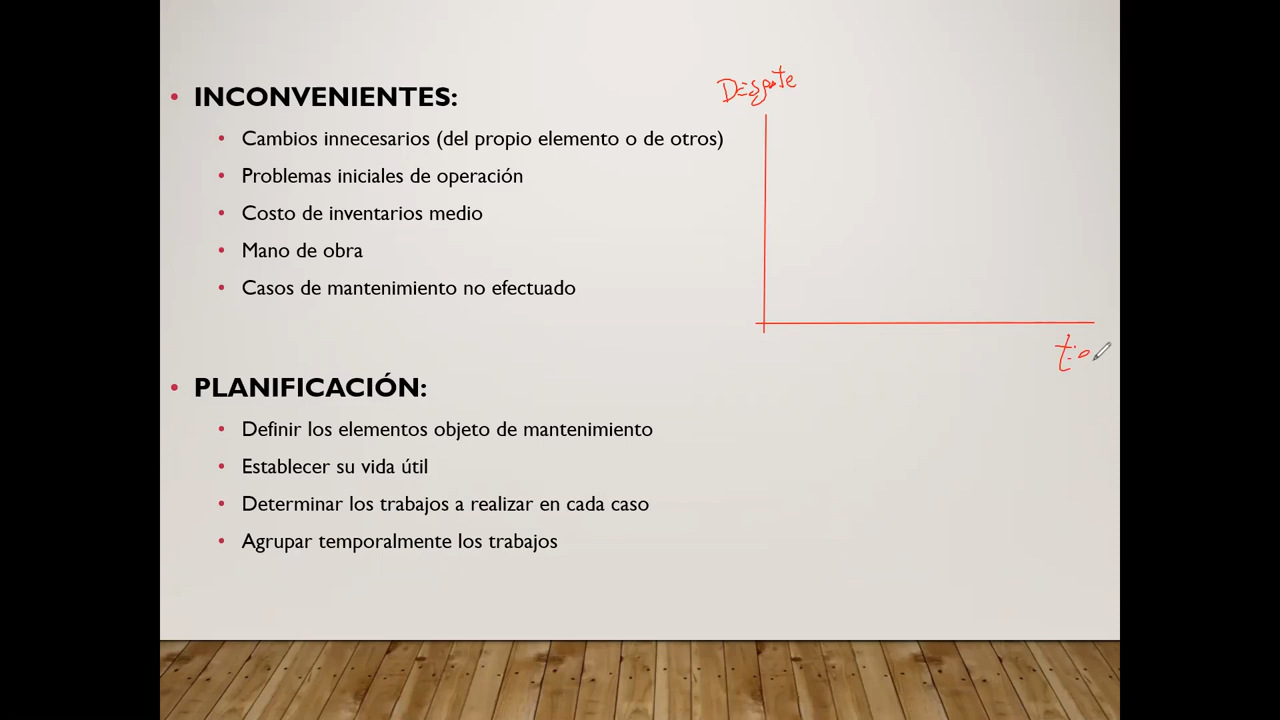 INCONVENIENTES:
Cambios innecesarios (del propio elemento o de otros)
Problemas iniciales de operación
Costo de inventarios medio
Mano de obra
Casos de mantenimiento no efectuado
PLANIFICACIÓN:
Definir los elementos objeto de mantenimiento
Establecer su vida útil
Determinar los trabajos a realizar en cada caso
Agrupar temporalmente los trabajos